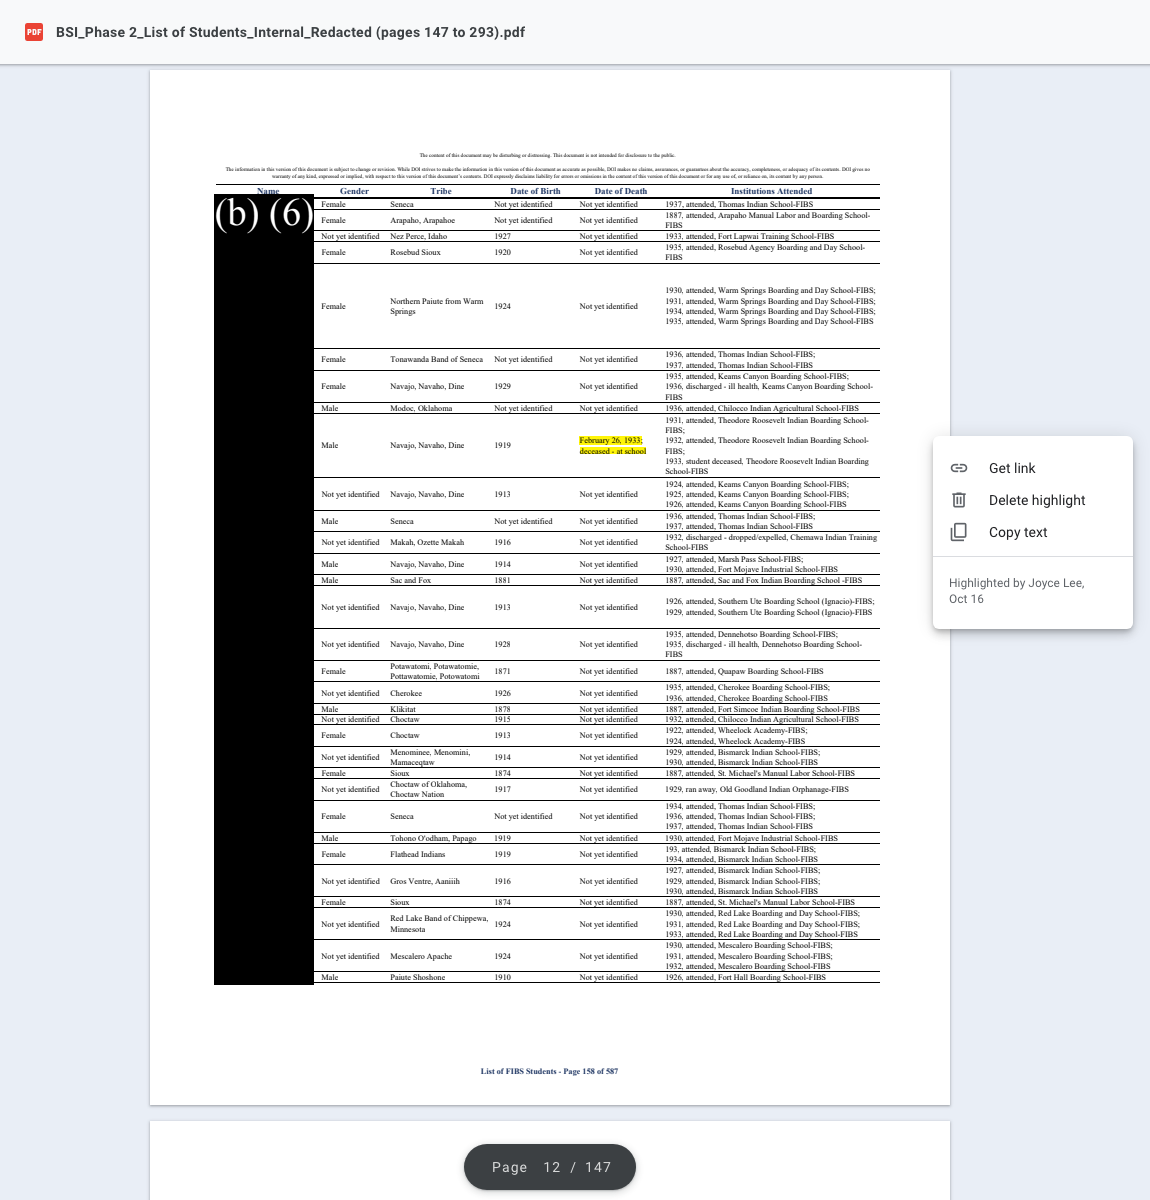 PDF
BSI_Phase 2_List of Students_Internal_Redacted (pages 147 to 293).pdf
The content of this document may be disturbing or distressing. This document is not intended for disclosure to the public.
The information in this version of this document is subject to change or revision. While DOI strives to make the information in this version of this document as accurate as possible, DOI makes no claims, assurances, or guarantees about the accuracy, completeness, or adequacy of its contents. DOI gives no
warranty of any kind, expressed or implied, with respect to this version of this document's contents. DOI expressly disclaims liability for errors or omissions in the content of this version of this document or for any use of, or reliance on, its content by any person.
Name Gender Tribe Date of Birth Date of Death Institutions Attended
(b) (6)
Female Seneca Not yet identified Not yet identified 1937, attended, Thomas Indian School-FIBS
Female Arapaho, Arapahoe Not yet identified Not yet identified 1887, attended, Arapaho Manual Labor and Boarding School-
FIBS
Not yet identified Nez Perce, Idaho 1927 Not yet identified 1933, attended, Fort Lapwai Training School-FIBS
Female Rosebud Sioux 1920 Not yet identified 1935, attended, Rosebud Agency Boarding and Day School-
FIBS
Female Northern Paiute from Warm
Springs 1924 Not yet identified 1930, attended, Warm Springs Boarding and Day School-FIBS;
1931, attended, Warm Springs Boarding and Day School-FIBS;
1934, attended, Warm Springs Boarding and Day School-FIBS;
1935, attended, Warm Springs Boarding and Day School-FIBS
Female Tonawanda Band of Seneca Not yet identified Not yet identified 1936, attended, Thomas Indian School-FIBS;
1937, attended, Thomas Indian School-FIBS
Female Navajo, Navaho, Dine 1929 Not yet identified 1935, attended, Keams Canyon Boarding School-FIBS;
1936, discharged - ill health, Keams Canyon Boarding School-
FIBS
Male Modoc, Oklahoma Not yet identified Not yet identified 1936, attended, Chilocco Indian Agricultural School-FIBS
Male Navajo, Navaho, Dine 1919 February 26, 1933;
deceased - at school 1931, attended, Theodore Roosevelt Indian Boarding School-
FIBS;
1932, attended, Theodore Roosevelt Indian Boarding School-
FIBS;
1933, student deceased, Theodore Roosevelt Indian Boarding
School-FIBS
Not yet identified Navajo, Navaho, Dine 1913 Not yet identified 1924, attended, Keams Canyon Boarding School-FIBS;
1925, attended, Keams Canyon Boarding School-FIBS;
1926, attended, Keams Canyon Boarding School-FIBS
Male Seneca Not yet identified Not yet identified 1936, attended, Thomas Indian School-FIBS;
1937, attended, Thomas Indian School-FIBS
Not yet identified Makah, Ozette Makah 1916 Not yet identified 1932, discharged - dropped/expelled, Chemawa Indian Training
School-FIBS
Male Navajo, Navaho, Dine 1914 Not yet identified 1927, attended, Marsh Pass School-FIBS;
1930, attended, Fort Mojave Industrial School-FIBS
Male Sac and Fox 1881 Not yet identified 1887, attended, Sac and Fox Indian Boarding School -FIBS
Not yet identified Navajo, Navaho, Dine 1913 Not yet identified 1926, attended, Southern Ute Boarding School (Ignacio)-FIBS;
1929, attended, Southern Ute Boarding School (Ignacio)-FIBS
Not yet identified Navajo, Navaho, Dine 1928 Not yet identified 1935, attended, Dennehotso Boarding School-FIBS;
1935, discharged - ill health, Dennehotso Boarding School-
FIBS
Female Potawatomi, Potawatomie,
Pottawatomie, Potowatomi 1871 Not yet identified 1887, attended, Quapaw Boarding School-FIBS
Not yet identified Cherokee 1926 Not yet identified 1935, attended, Cherokee Boarding School-FIBS;
1936, attended, Cherokee Boarding School-FIBS
Male Klikitat 1878 Not yet identified 1887, attended, Fort Simcoe Indian Boarding School-FIBS
Not yet identified Choctaw 1915 Not yet identified 1932, attended, Chilocco Indian Agricultural School-FIBS
Female Choctaw 1913 Not yet identified 1922, attended, Wheelock Academy-FIBS;
1924, attended, Wheelock Academy-FIBS
Not yet identified Menominee, Menomini,
Mamaceqtaw 1914 Not yet identified 1929, attended, Bismarck Indian School-FIBS;
1930, attended, Bismarck Indian School-FIBS
Female Sioux 1874 Not yet identified 1887, attended, St. Michael's Manual Labor School-FIBS
Not yet identified Choctaw of Oklahoma,
Choctaw Nation 1917 Not yet identified 1929, ran away, Old Goodland Indian Orphanage-FIBS
Female Seneca Not yet identified Not yet identified 1934, attended, Thomas Indian School-FIBS;
1936, attended, Thomas Indian School-FIBS;
1937, attended, Thomas Indian School-FIBS
Male Tohono O'odham, Papago 1919 Not yet identified 1930, attended, Fort Mojave Industrial School-FIBS
Female Flathead Indians 1919 Not yet identified 193, attended, Bismarck Indian School-FIBS;
1934, attended, Bismarck Indian School-FIBS
Not yet identified Gros Ventre, Aaniiih 1916 Not yet identified 1927, attended, Bismarck Indian School-FIBS;
1929, attended, Bismarck Indian School-FIBS;
1930, attended, Bismarck Indian School-FIBS
Female Sioux 1874 Not yet identified 1887, attended, St. Michael's Manual Labor School-FIBS
Not yet identified Red Lake Band of Chippewa,
Minnesota 1924 Not yet identified 1930, attended, Red Lake Boarding and Day School-FIBS;
1931, attended, Red Lake Boarding and Day School-FIBS;
1933, attended, Red Lake Boarding and Day School-FIBS
Not yet identified Mescalero Apache 1924 Not yet identified 1930, attended, Mescalero Boarding School-FIBS;
1931, attended, Mescalero Boarding School-FIBS;
1932, attended, Mescalero Boarding School-FIBS
Male Paiute Shoshone 1910 Not yet identified 1926, attended, Fort Hall Boarding School-FIBS
List of FIBS Students - Page 158 of 587
Get link
Delete highlight
Copy text
Highlighted by Joyce Lee,
Oct 16
Page 12 / 147